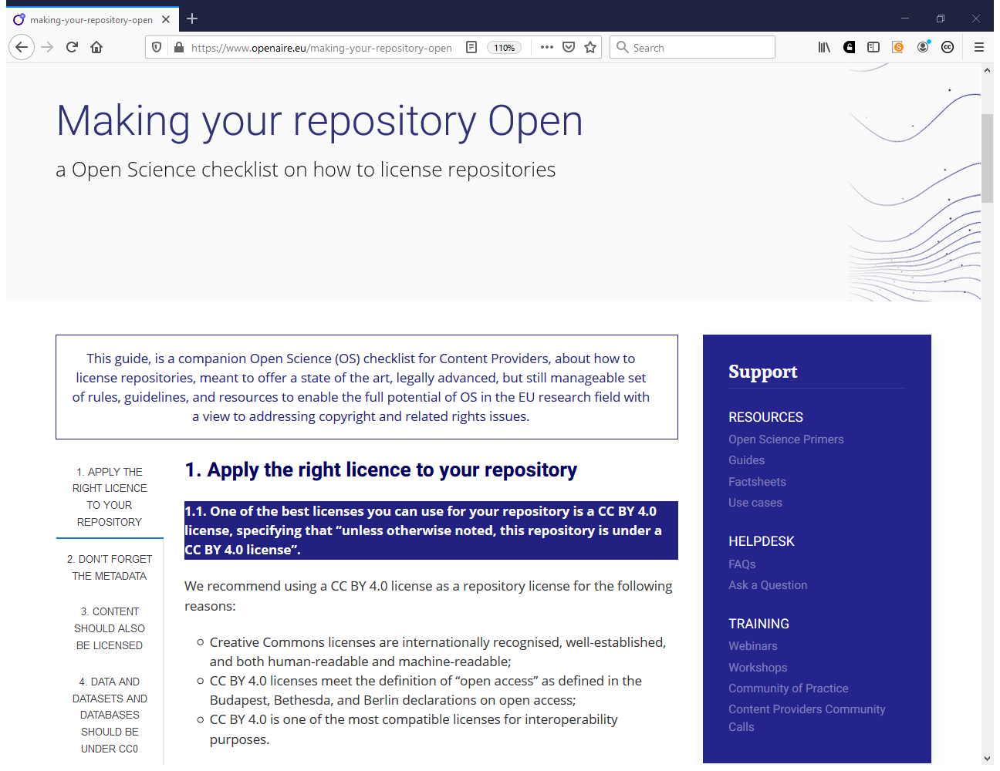 making-your-repository-open
https://www.openaire.eu/making-your-repository-open
110%
Search
Making your repository Open
a Open Science checklist on how to license repositories
This guide, is a companion Open Science (OS) checklist for Content Providers, about how to
license repositories, meant to offer a state of the art, legally advanced, but still manageable set
of rules, guidelines, and resources to enable the full potential of OS in the EU research field with
a view to addressing copyright and related rights issues.
1. APPLY THE
RIGHT LICENCE
TO YOUR
REPOSITORY
2. DON'T FORGET
THE METADATA
3. CONTENT
SHOULD ALSO
BE LICENSED
4. DATA AND
DATASETS AND
DATABASES
SHOULD BE
UNDER CC0
1. Apply the right licence to your repository
1.1. One of the best licenses you can use for your repository is a CC BY 4.0
license, specifying that “unless otherwise noted, this repository is under a
CC BY 4.0 license”.
We recommend using a CC BY 4.0 license as a repository license for the following
reasons:
Creative Commons licenses are internationally recognised, well-established,
and both human-readable and machine-readable;
CC BY 4.0 licenses meet the definition of “open access” as defined in the
Budapest, Bethesda, and Berlin declarations on open access;
CC BY 4.0 is one of the most compatible licenses for interoperability
purposes.
Support
RESOURCES
Open Science Primers
Guides
Factsheets
Use cases
HELPDESK
FAQs
Ask a Question
TRAINING
Webinars
Workshops
Community of Practice
Content Providers Community
Calls